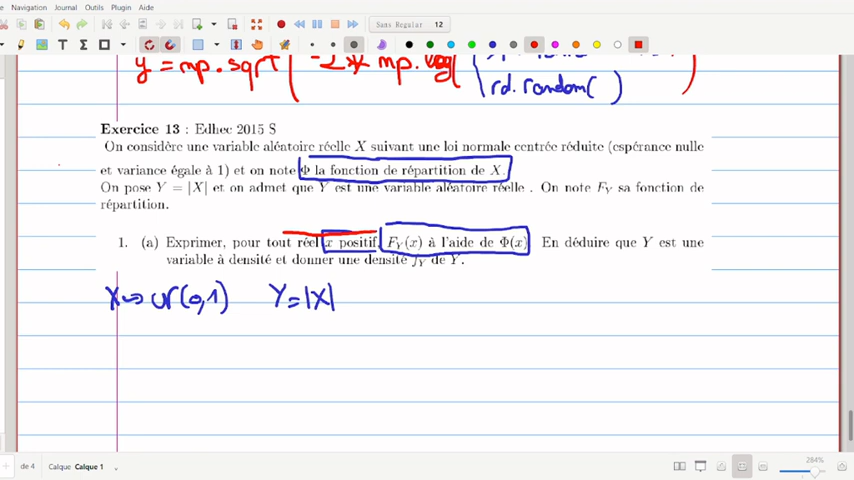 Navigation Journal Outils Plugin Aide
Sans Regular 12
y = mp.sqrt ( -2 * mp.log(
rd.random( ) )
Exercice 13 : Edhec 2015 S
On considère une variable aléatoire réelle X suivant une loi normale centrée réduite (espérance nulle
et variance égale à 1) et on note Φ la fonction de répartition de X.
On pose Y = |X| et on admet que Y est une variable aléatoire réelle . On note F_Y sa fonction de
répartition.
1. (a) Exprimer, pour tout réel x positif, F_Y(x) à l'aide de Φ(x). En déduire que Y est une
variable à densité et donner une densité f_Y de Y.
X ↪ N(0,1) Y = |X|
de 4 Calque Calque 1 284%